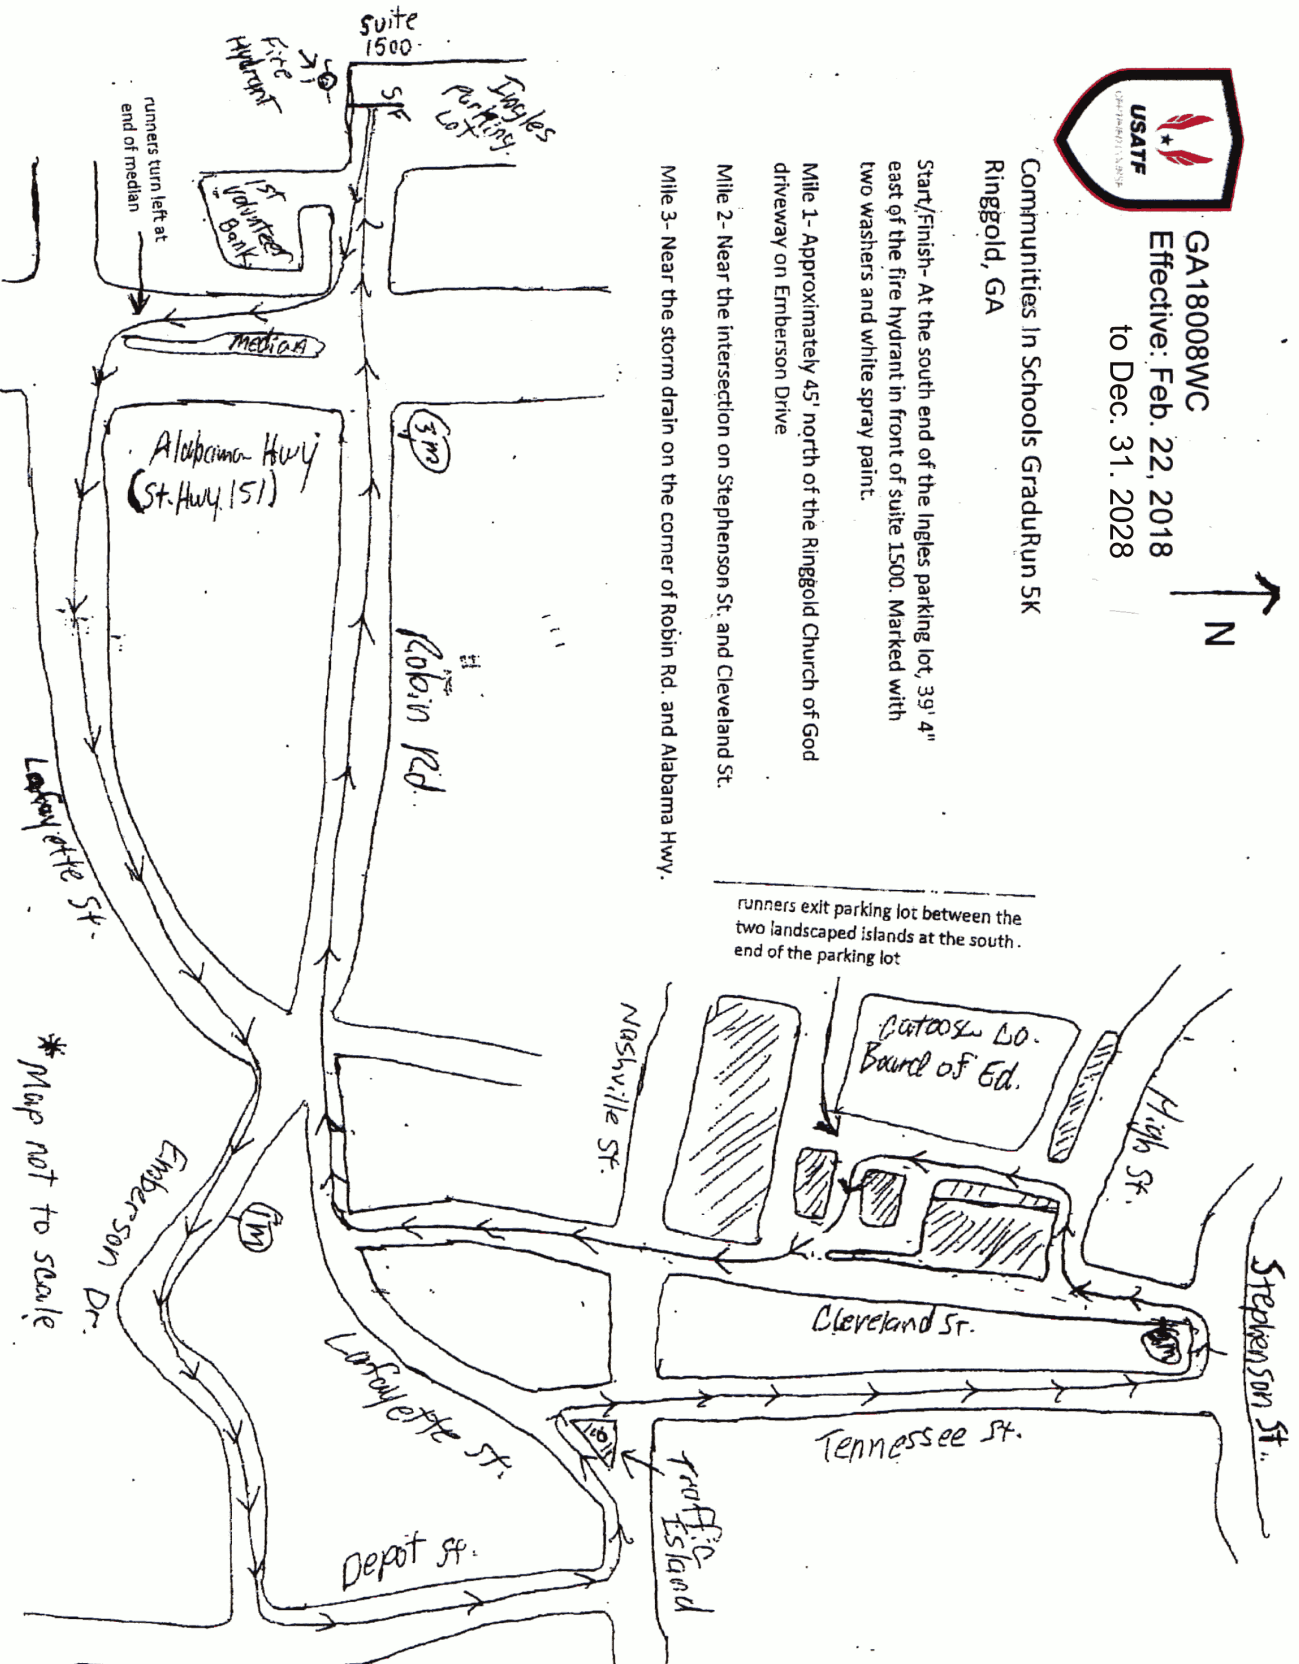 USATF
GA18008WC
Effective: Feb. 22, 2018
to Dec. 31. 2028
N
Communities In Schools GraduRun 5K
Ringgold, GA
Start/Finish- At the south end of the Ingles parking lot, 39' 4"
east of the fire hydrant in front of suite 1500. Marked with
two washers and white spray paint.
Mile 1- Approximately 45' north of the Ringgold Church of God
driveway on Emberson Drive
Mile 2- Near the intersection on Stephenson St. and Cleveland St.
Mile 3- Near the storm drain on the corner of Robin Rd. and Alabama Hwy.
runners exit parking lot between the
two landscaped islands at the south
end of the parking lot
Suite
1500
Fire
Hydrant
S/F
Ingles
parking
Lot
1st
Volunteer
Bank
runners turn left at
end of median
median
3m
Alabama Hwy
(St. Hwy 151)
Robin Rd.
Lafayette St.
* Map not to scale
Emberson Dr.
1m
Nashville St.
Catoosa Co.
Board of Ed.
High St.
Stephenson St.
Cleveland St.
Tennessee St.
Lafayette St.
Traffic
Island
Depot St.